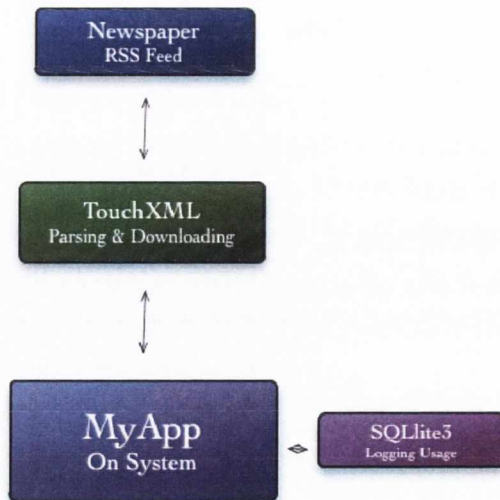 Newspaper
RSS Feed
TouchXML
Parsing & Downloading
MyApp
On System
SQLlite3
Logging Usage